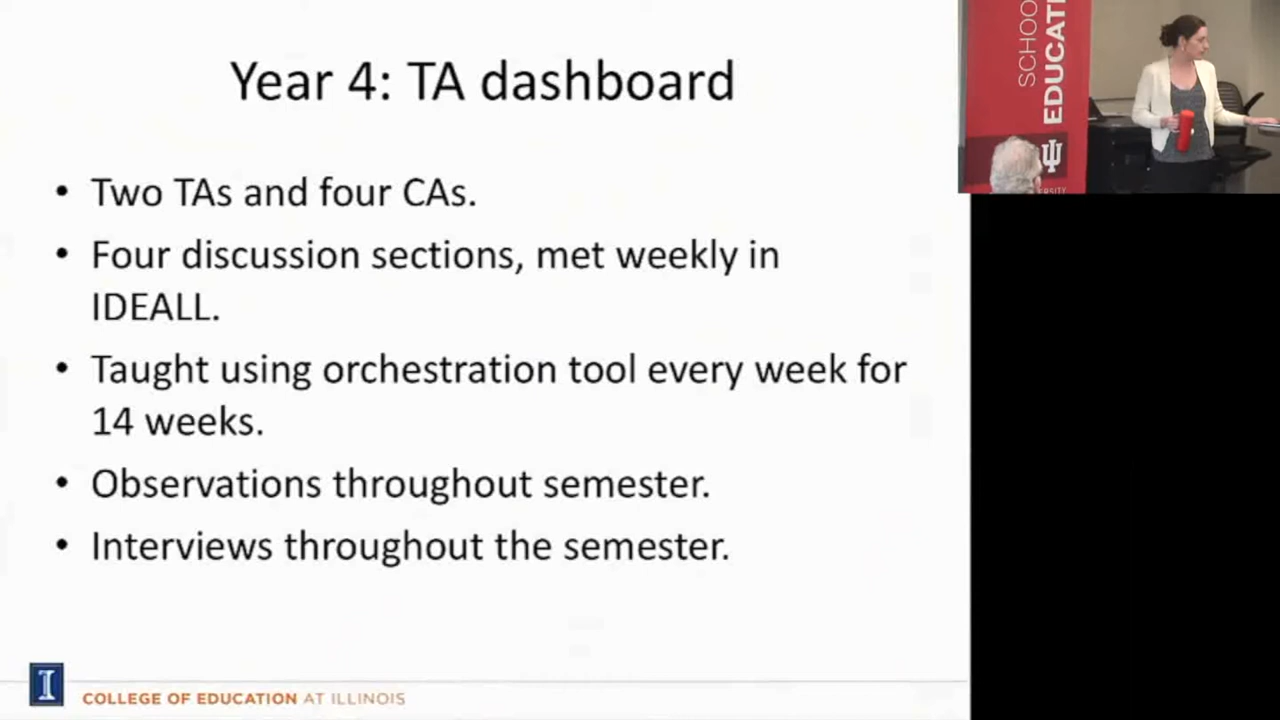 Year 4: TA dashboard
• Two TAs and four CAs.
• Four discussion sections, met weekly in
IDEALL.
• Taught using orchestration tool every week for
14 weeks.
• Observations throughout semester.
• Interviews throughout the semester.
I
COLLEGE OF EDUCATION AT ILLINOIS
SCHOO
EDUCATI
ERSITY